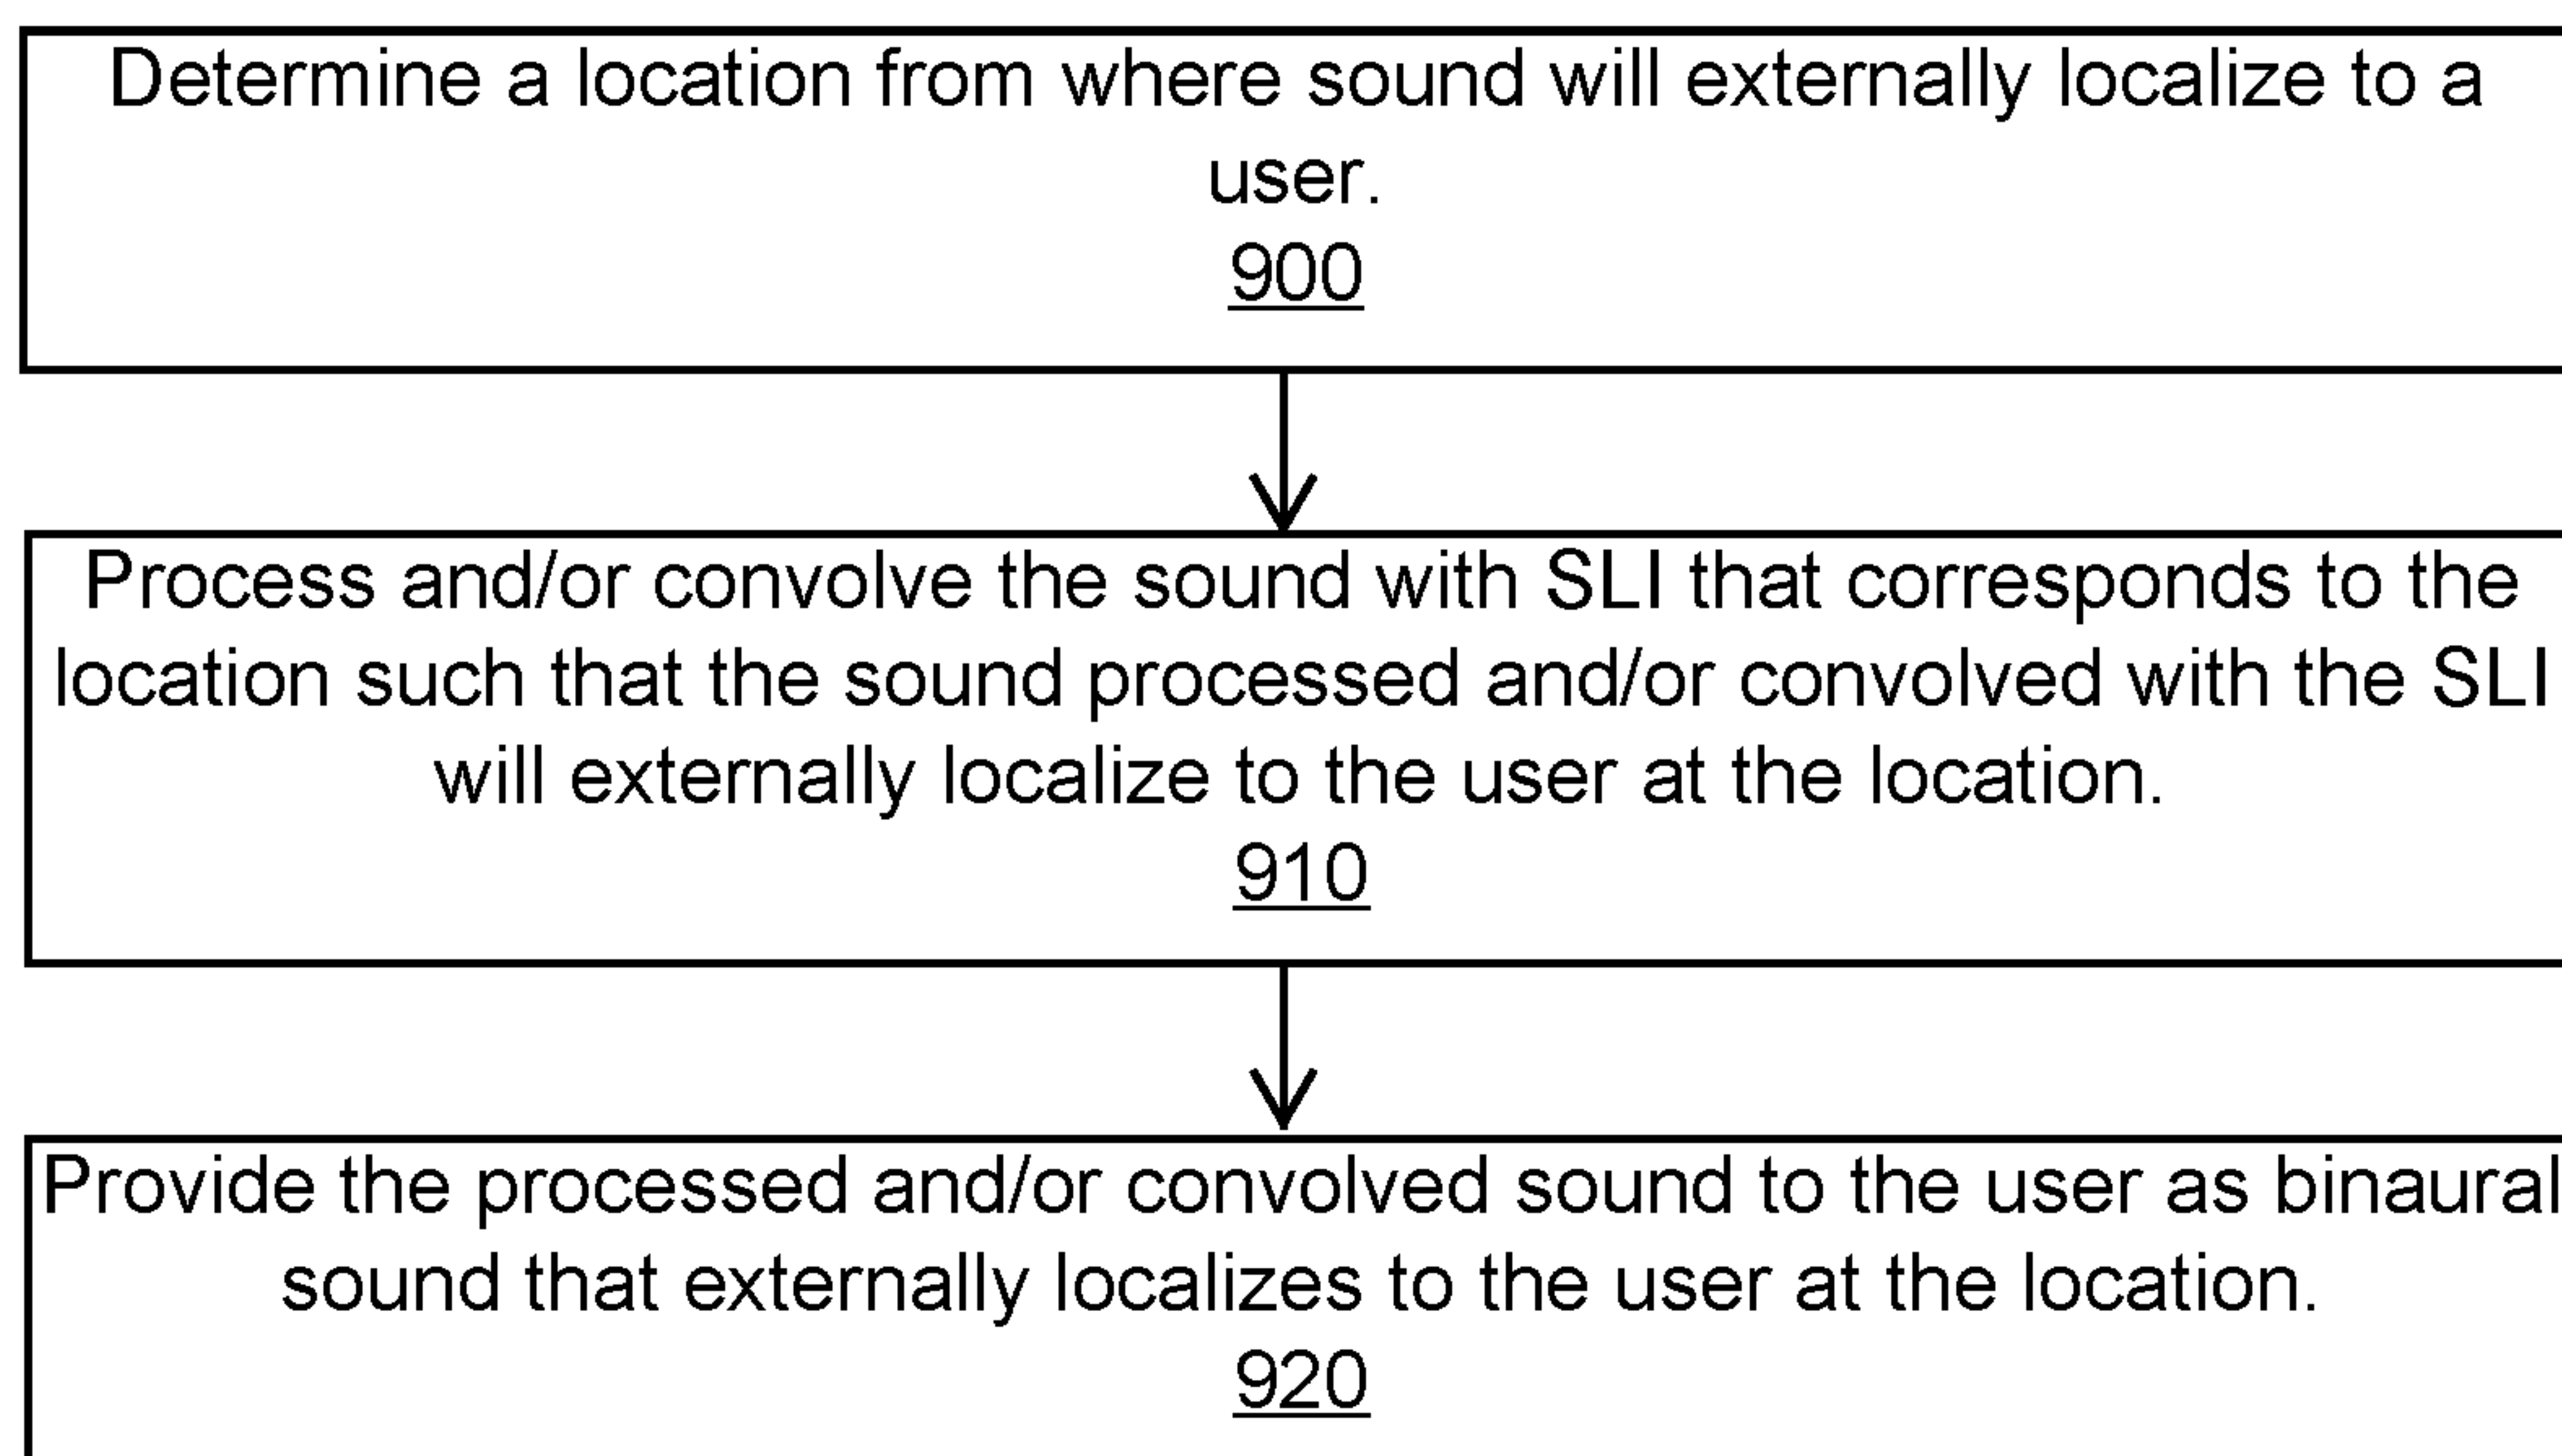 Determine a location from where sound will externally localize to a
user.
900
Process and/or convolve the sound with SLI that corresponds to the
location such that the sound processed and/or convolved with the SLI
will externally localize to the user at the location.
910
Provide the processed and/or convolved sound to the user as binaural
sound that externally localizes to the user at the location.
920